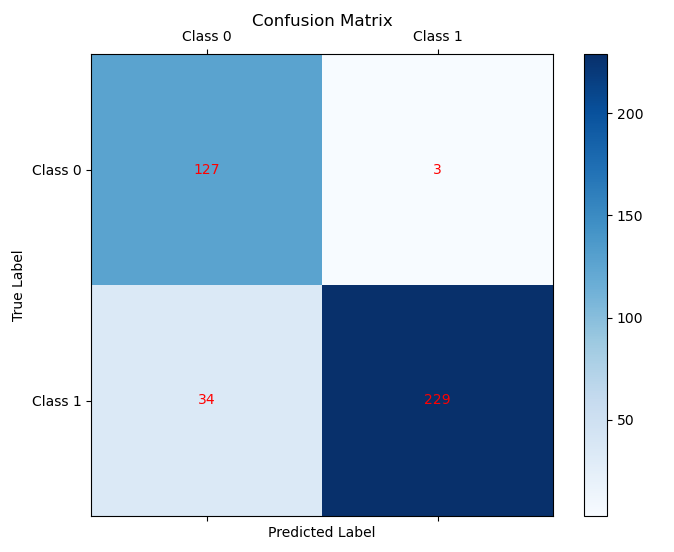 Confusion Matrix
Class 0 Class 1
Class 0 127 3
Class 1 34 229
True Label
Predicted Label
200
150
100
50